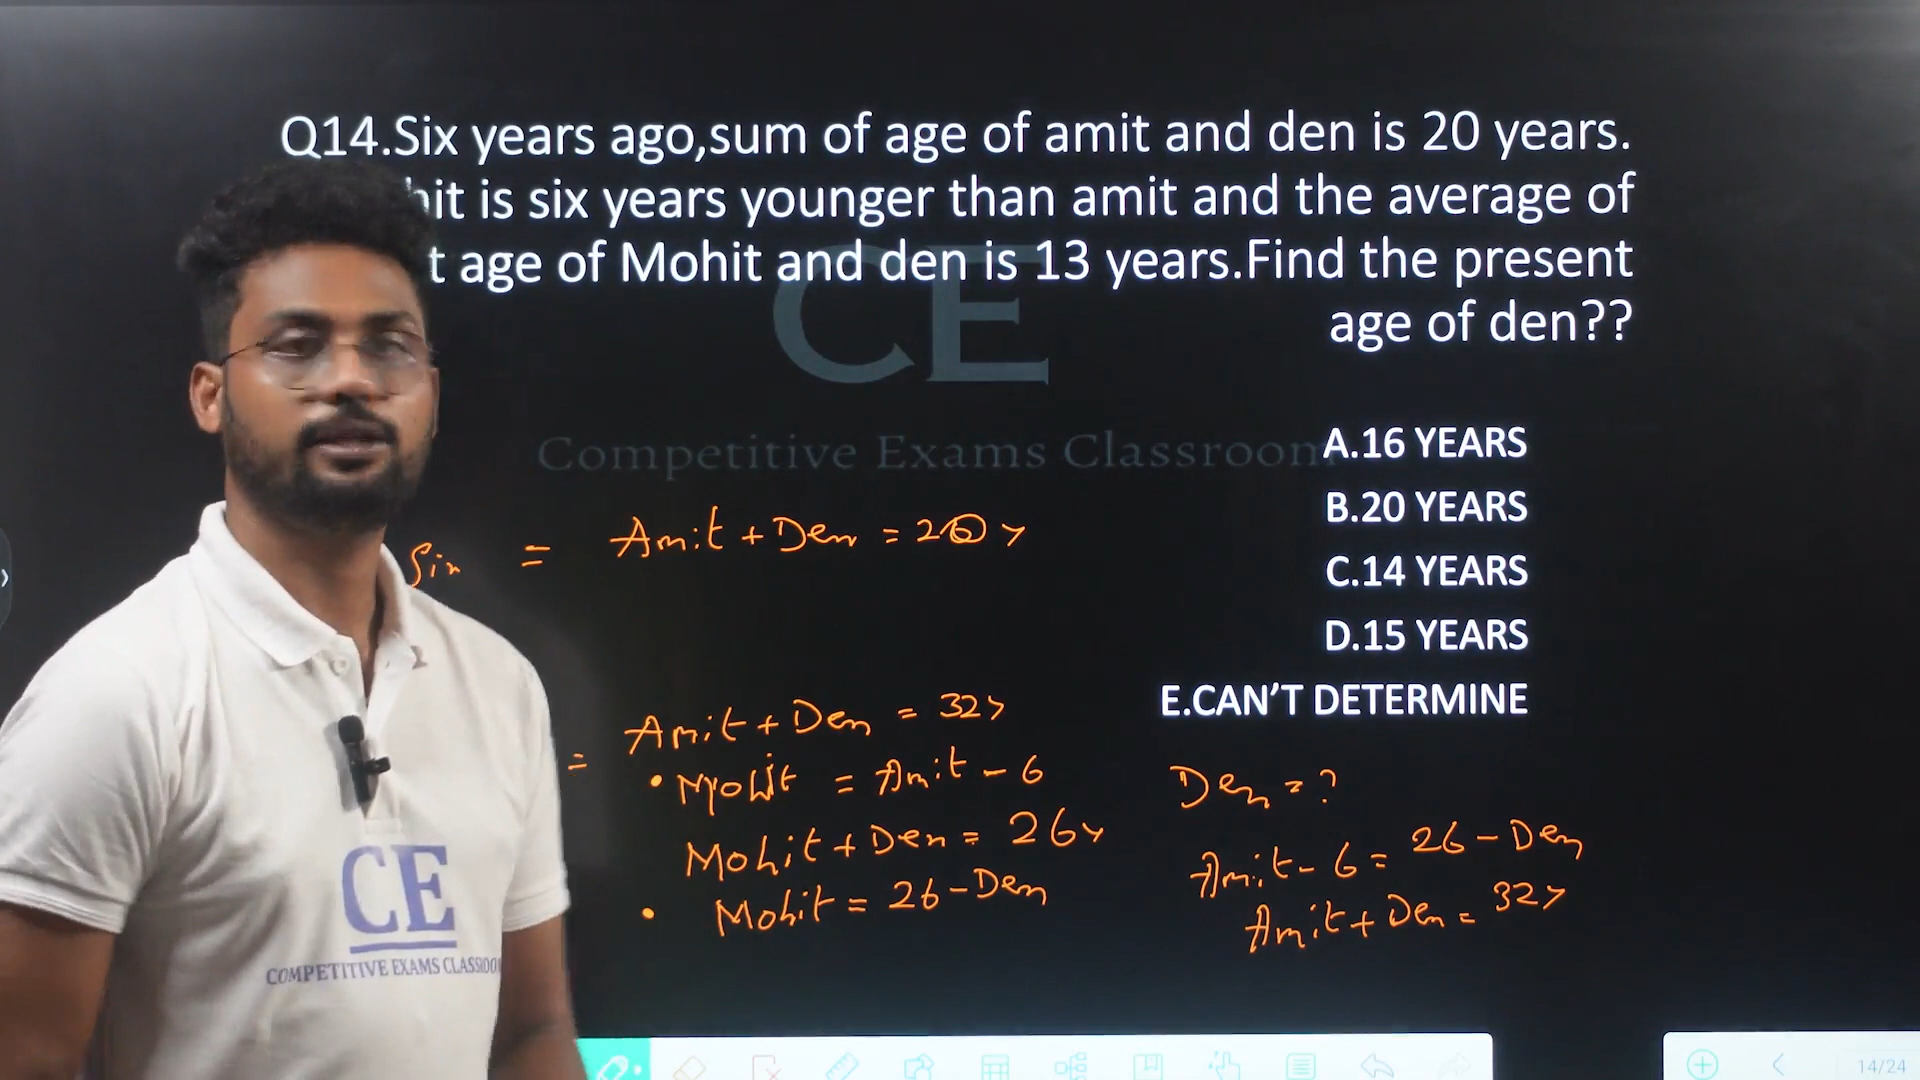 Q14.Six years ago,sum of age of amit and den is 20 years.
is six years younger than amit and the average of
age of Mohit and den is 13 years.Find the present
age of den??
CE
Competitive Exams Classroom
A.16 YEARS
B.20 YEARS
C.14 YEARS
D.15 YEARS
E.CAN'T DETERMINE
Six = Amit + Den = 20 y
= Amit + Den = 32y
• Mohit = Amit - 6
Mohit + Den = 26y
• Mohit = 26 - Den
Den = ?
Amit - 6 = 26 - Den
Amit + Den = 32y
CE
COMPETITIVE EXAMS CLASSROO
14/24